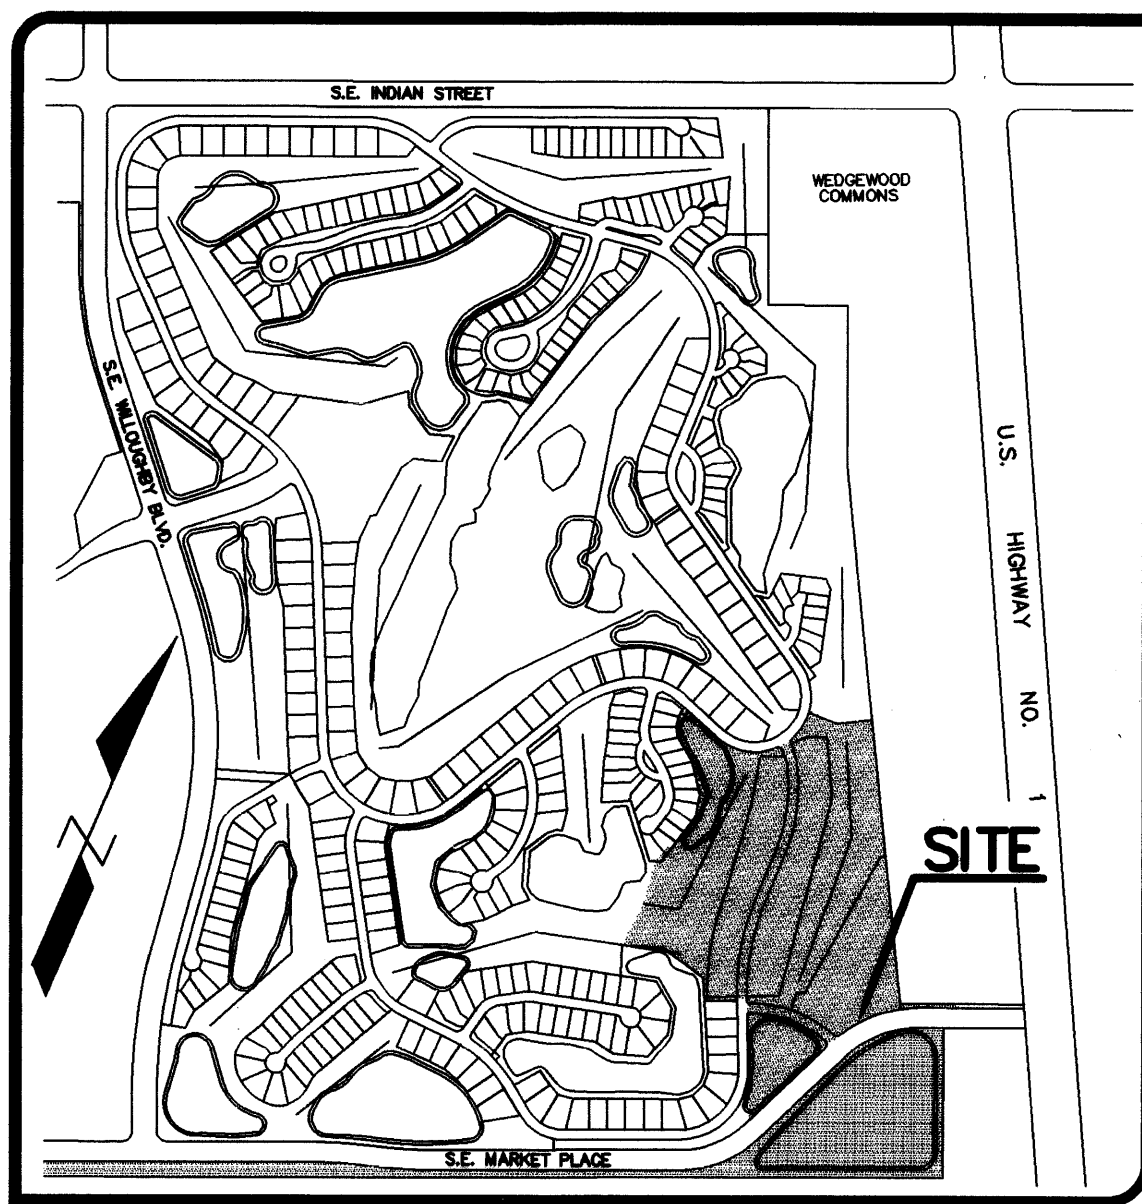 S.E. INDIAN STREET
WEDGEWOOD
COMMONS
S.E. WILLOUGHBY BLVD.
U.S. HIGHWAY NO. 1
N
SITE
S.E. MARKET PLACE